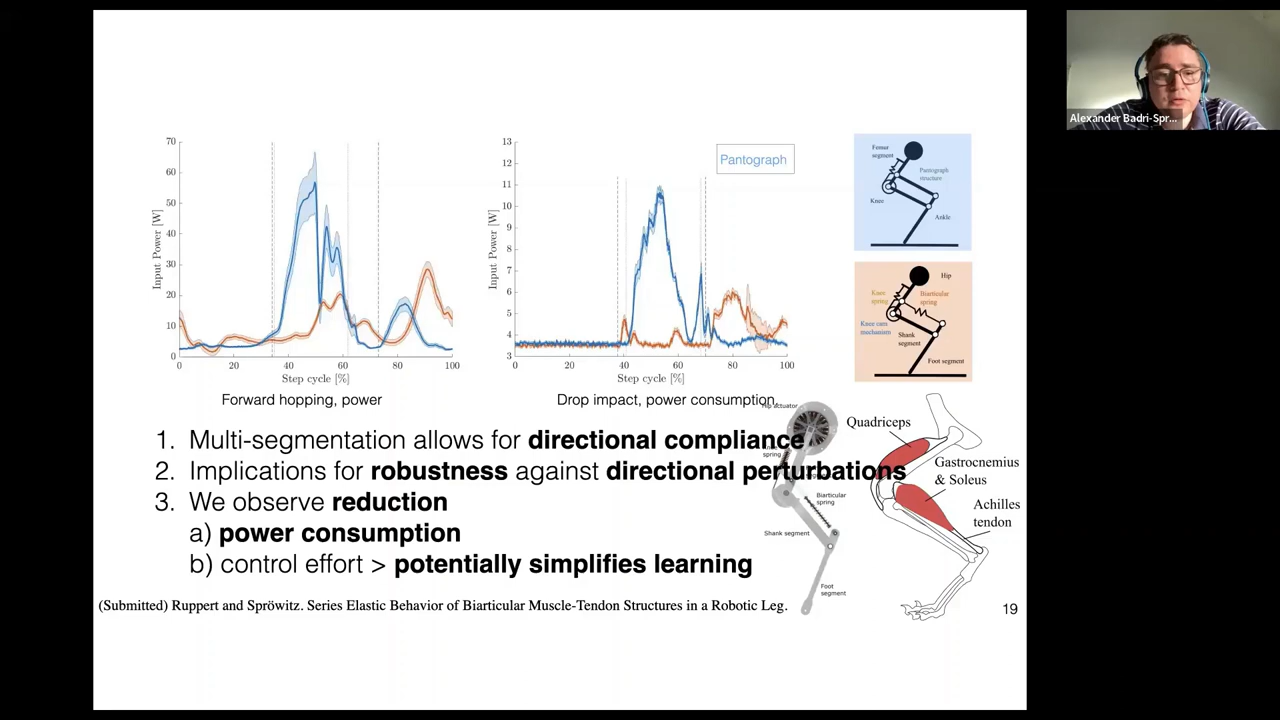 Alexander Badri-Spr...
70
60
50
40
30
20
10
0
Input Power [W]
0 20 40 60 80 100
Step cycle [%]
Forward hopping, power
13
12
11
10
9
8
7
6
5
4
3
Input Power [W]
0 20 40 60 80 100
Step cycle [%]
Drop impact, power consumption,
Pantograph
Femur
segment
Pantograph
structure
Knee
Ankle
Hip
Knee
spring
Biarticular
spring
Knee cam
mechanism
Shank
segment
Foot segment
1. Multi-segmentation allows for directional compliance
2. Implications for robustness against directional perturbations
3. We observe reduction
a) power consumption
b) control effort > potentially simplifies learning
Hip actuator
spring
Biarticular
spring
Shank segment
Foot
segment
Quadriceps
Gastrocnemius
& Soleus
Achilles
tendon
(Submitted) Ruppert and Spröwitz. Series Elastic Behavior of Biarticular Muscle-Tendon Structures in a Robotic Leg.
19